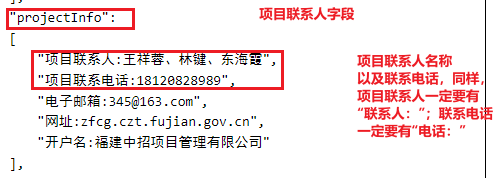 ],
"projectInfo": 项目联系人字段
[
"项目联系人:王祥蓉、林键、东海霞",
"项目联系电话:18120828989",
"电子邮箱:345@163.com",
"网址:zfcg.czt.fujian.gov.cn",
"开户名:福建中招项目管理有限公司"
],
项目联系人名称
以及联系电话，同样，
项目联系人一定要有
“联系人：”；联系电话
一定要有“电话：”